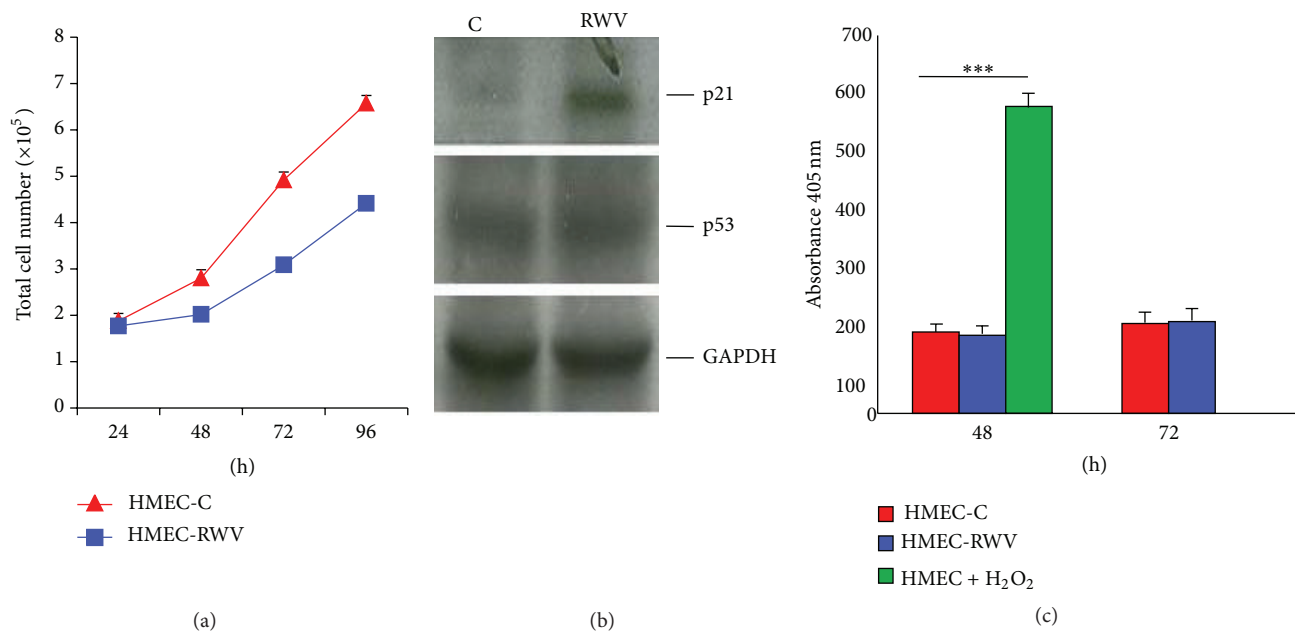 8
7
6
5
4
3
2
1
0
Total cell number (×10⁵)
24 48 72 96
(h)
HMEC-C
HMEC-RWV
(a)
C RWV
p21
p53
GAPDH
(b)
700
600
500
400
300
200
100
0
Absorbance 405 nm
***
48 72
(h)
HMEC-C
HMEC-RWV
HMEC + H₂O₂
(c)